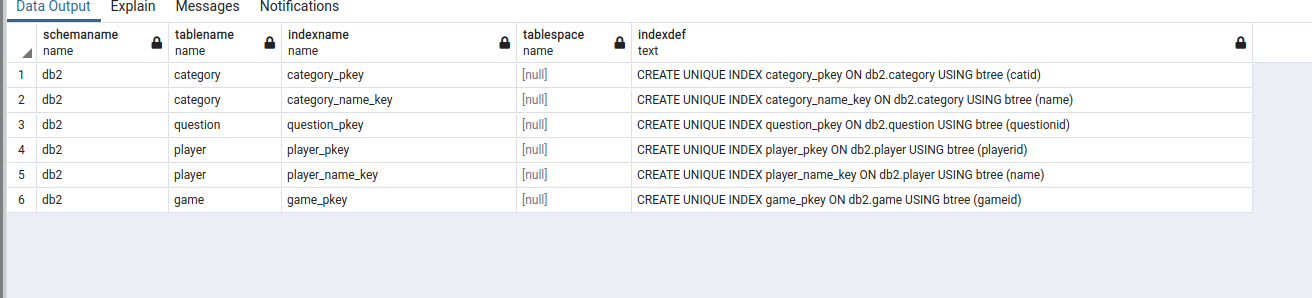 Data Output Explain Messages Notifications
schemaname tablename indexname tablespace indexdef
name name name name text
1 db2 category category_pkey [null] CREATE UNIQUE INDEX category_pkey ON db2.category USING btree (catid)
2 db2 category category_name_key [null] CREATE UNIQUE INDEX category_name_key ON db2.category USING btree (name)
3 db2 question question_pkey [null] CREATE UNIQUE INDEX question_pkey ON db2.question USING btree (questionid)
4 db2 player player_pkey [null] CREATE UNIQUE INDEX player_pkey ON db2.player USING btree (playerid)
5 db2 player player_name_key [null] CREATE UNIQUE INDEX player_name_key ON db2.player USING btree (name)
6 db2 game game_pkey [null] CREATE UNIQUE INDEX game_pkey ON db2.game USING btree (gameid)